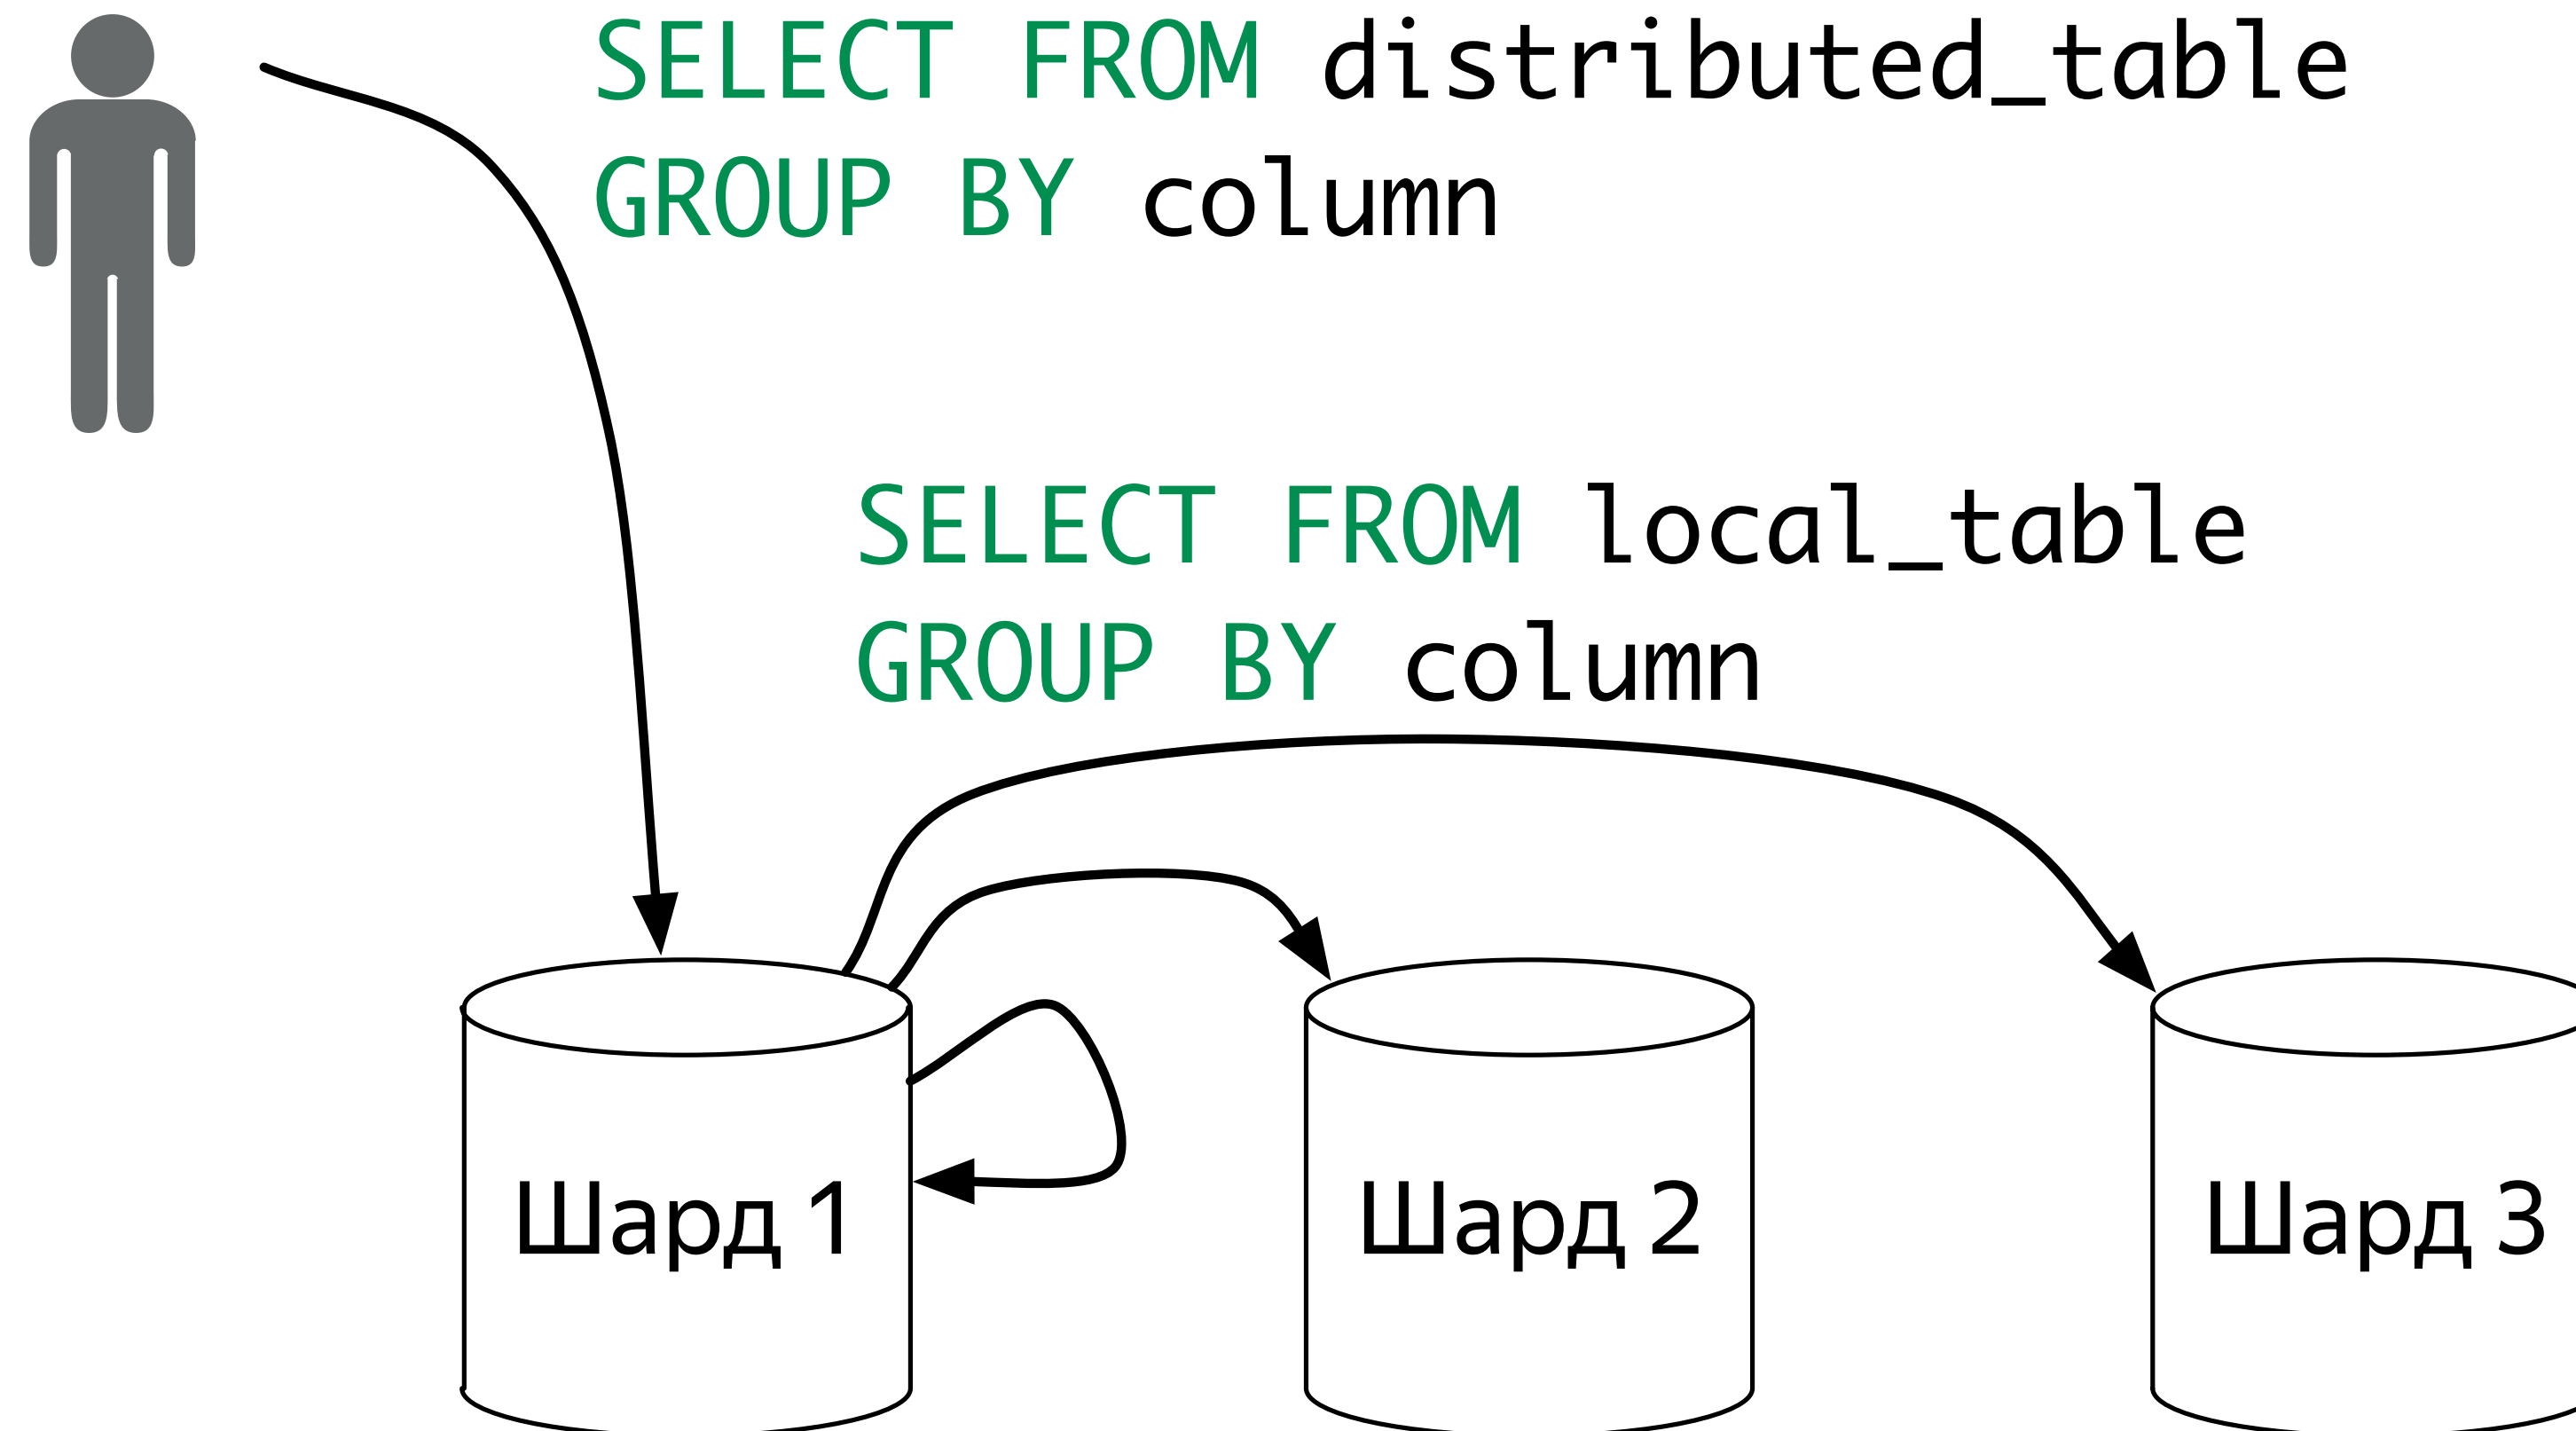 SELECT FROM distributed_table
GROUP BY column
SELECT FROM local_table
GROUP BY column
Шард 1
Шард 2
Шард 3